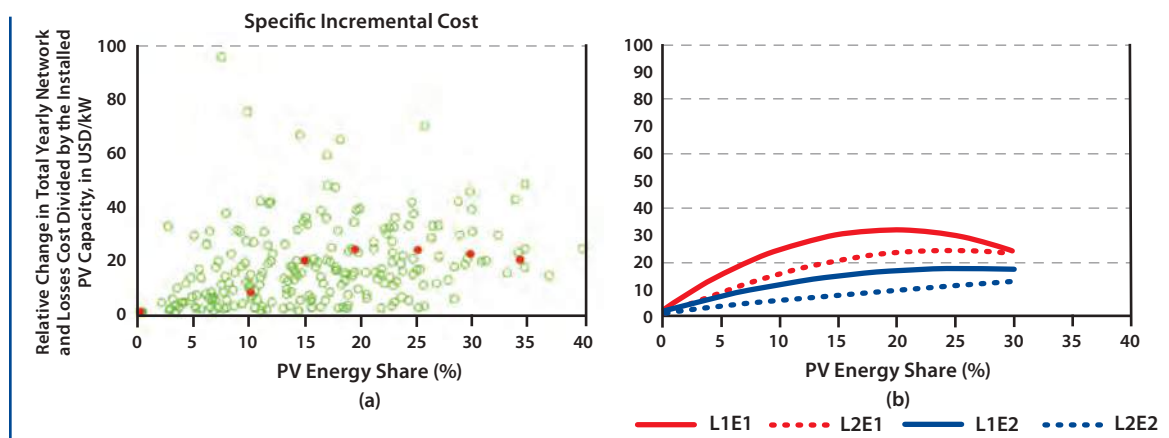 Specific Incremental Cost
Relative Change in Total Yearly Network
and Losses Cost Divided by the Installed
PV Capacity, in USD/kW
100
80
60
40
20
0
0 5 10 15 20 25 30 35 40
PV Energy Share (%)
(a)
100
90
80
70
60
50
40
30
20
10
0
0 5 10 15 20 25 30 40
PV Energy Share (%)
(b)
L1E1 L2E1 L1E2 L2E2